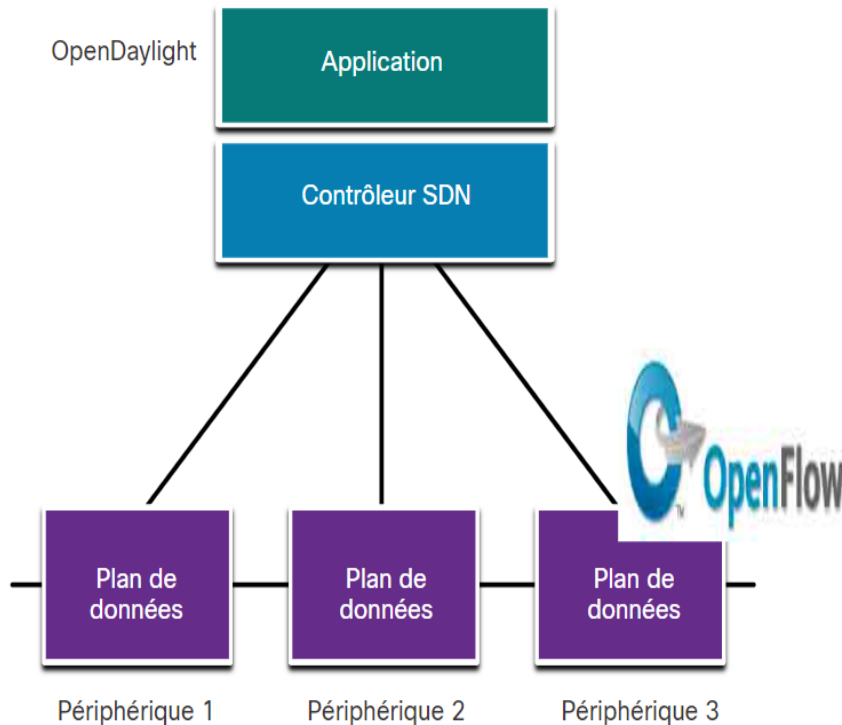 OpenDaylight
Application
Contrôleur SDN
OpenFlow
TM
Plan de
données
Plan de
données
Plan de
données
Périphérique 1
Périphérique 2
Périphérique 3